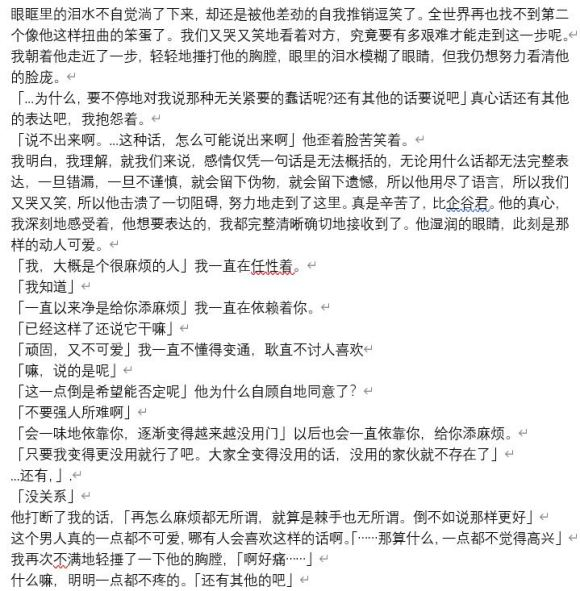 眼眶里的泪水不自觉淌了下来，却还是被他差劲的自我推销逗笑了。全世界再也找不到第二
个像他这样扭曲的笨蛋了。我们又哭又笑地看着对方，究竟要有多艰难才能走到这一步呢。
我朝着他走近了一步，轻轻地捶打他的胸膛，眼里的泪水模糊了眼睛，但我仍想努力看清他
的脸庞。
「...为什么，要不停地对我说那种无关紧要的蠢话呢?还有其他的话要说吧」真心话还有其他
的表达吧，我抱怨着。
「说不出来啊。...这种话，怎么可能说出来啊」他歪着脸苦笑着。
我明白，我理解，就我们来说，感情仅凭一句话是无法概括的，无论用什么话都无法完整表
达，一旦错漏，一旦不谨慎，就会留下伪物，就会留下遗憾，所以他用尽了语言，所以我们
又哭又笑，所以他击溃了一切阻碍，努力地走到了这里。真是辛苦了，比企谷君。他的真心，
我深刻地感受着，他想要表达的，我都完整清晰确切地接收到了。他湿润的眼睛，此刻是那
样的动人可爱。
「我，大概是个很麻烦的人」我一直在任性着。
「我知道」
「一直以来净是给你添麻烦」我一直在依赖着你。
「已经这样了还说它干嘛」
「顽固，又不可爱」我一直不懂得变通，耿直不讨人喜欢
「嘛，说的是呢」
「这一点倒是希望能否定呢」他为什么自顾自地同意了？
「不要强人所难啊」
「会一味地依靠你，逐渐变得越来越没用门」以后也会一直依靠你，给你添麻烦。
「只要我变得更没用就行了吧。大家全变得没用的话，没用的家伙就不存在了」
...还有，」.
「没关系」
他打断了我的话，「再怎么麻烦都无所谓，就算是棘手也无所谓。倒不如说那样更好」
这个男人真的一点都不可爱，哪有人会喜欢这样的话啊。「······那算什么，一点都不觉得高兴」
我再次不满地轻捶了一下他的胸膛，「啊好痛······」
什么嘛，明明一点都不疼的。「还有其他的吧」